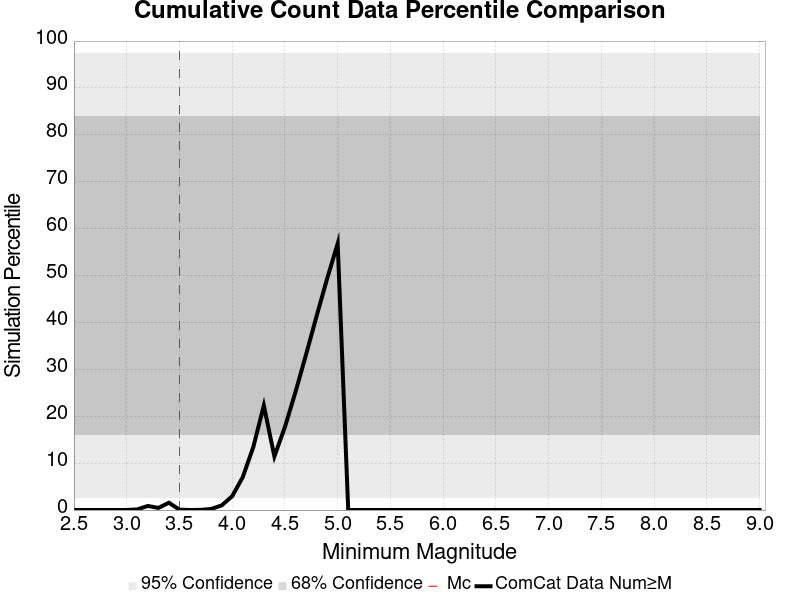 Cumulative Count Data Percentile Comparison
100
90
80
70
60
50
40
30
20
10
0
Simulation Percentile
2.5 3.0 3.5 4.0 4.5 5.0 5.5 6.0 6.5 7.0 7.5 8.0 8.5 9.0
Minimum Magnitude
95% Confidence 68% Confidence Mc ComCat Data Num≥M